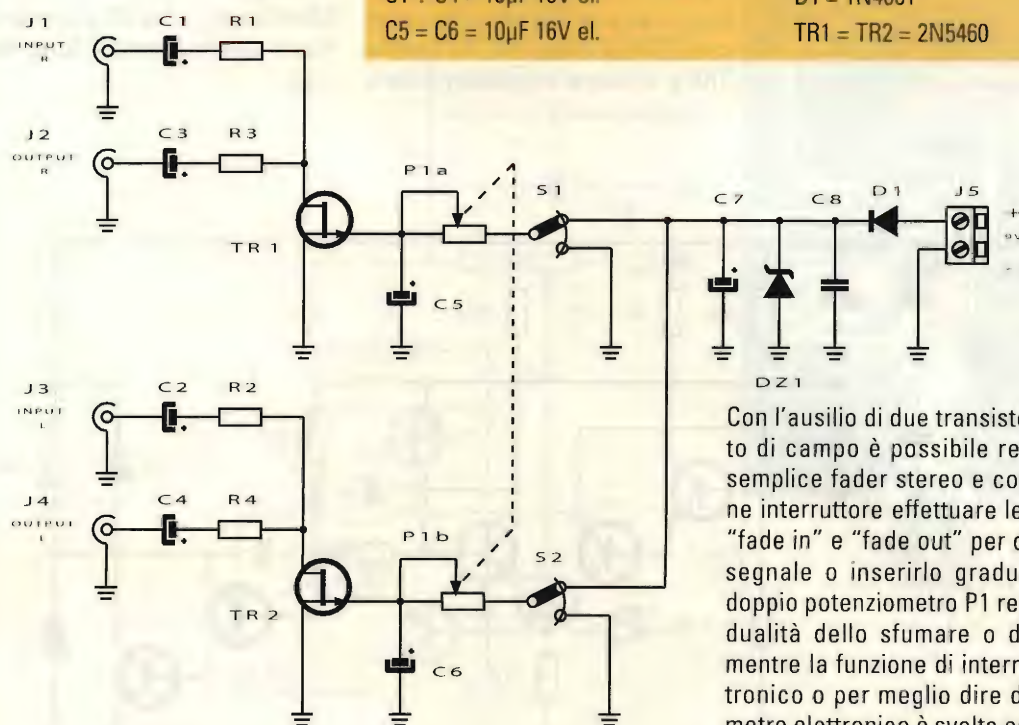 C5 = C6 = 10µF 16V el.
TR1 = TR2 = 2N5460
J1
INPUT
R
C1
R1
J2
OUTPUT
R
C3
R3
TR1
P1a
C5
S1
C7
C8
D1
J5
+
9V
-
DZ1
J3
INPUT
L
C2
R2
J4
OUTPUT
L
C4
R4
TR2
P1b
C6
S2
Con l'ausilio di due transisto
to di campo è possibile re
semplice fader stereo e co
ne interruttore effettuare le
"fade in" e "fade out" per
segnale o inserirlo gradu
doppio potenziometro P1 re
dualità dello sfumare o d
mentre la funzione di interr
tronico o per meglio dire